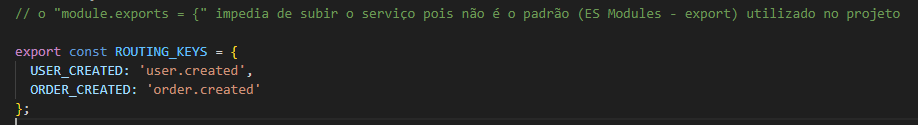 // o "module.exports = {" impedia de subir o serviço pois não é o padrão (ES Modules - export) utilizado no projeto
export const ROUTING_KEYS = {
USER_CREATED: 'user.created',
ORDER_CREATED: 'order.created'
};